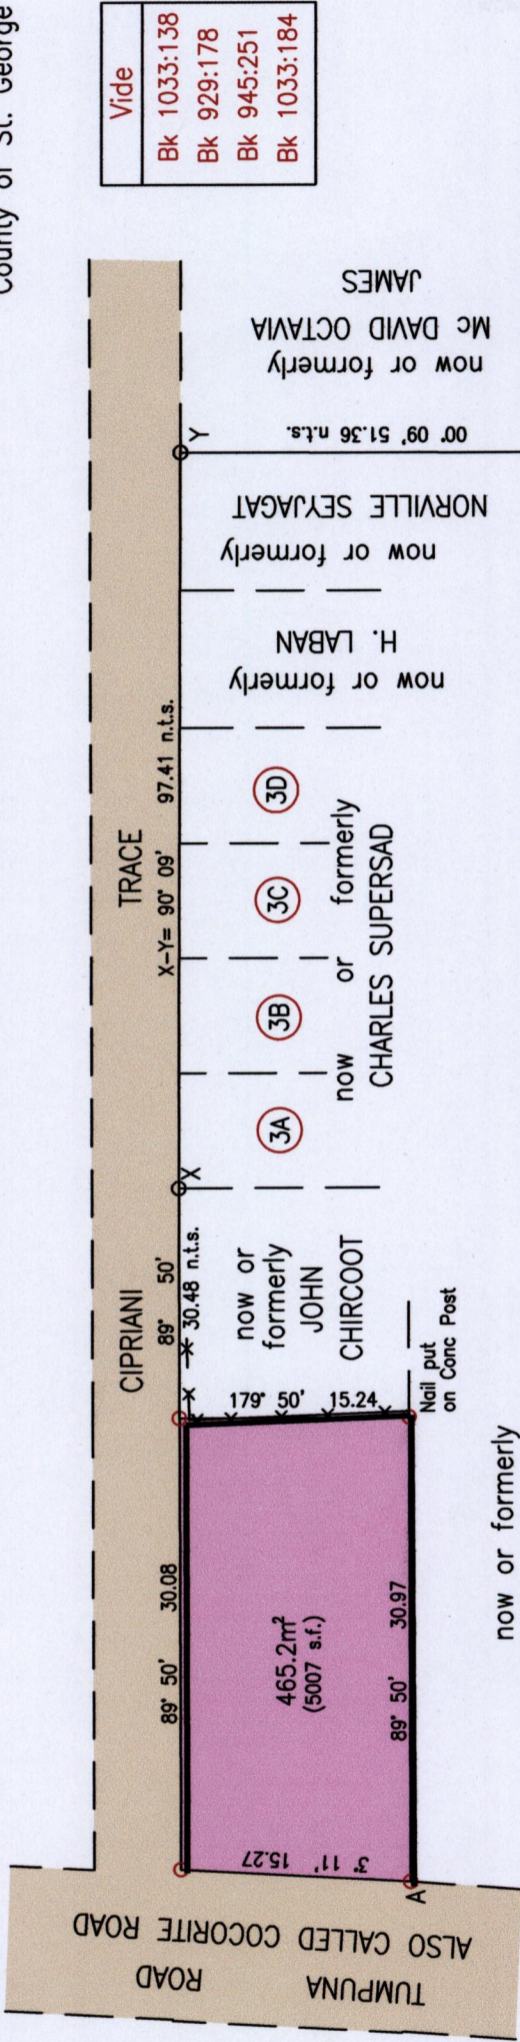 County of St. George
Vide
Bk 1033:138
Bk 929:178
Bk 945:251
Bk 1033:184
CIPRIANI
TRACE
89° 50'
30.08
89° 50'
30.48 n.t.s.
X-Y= 90° 09'
97.41 n.t.s.
X
Y
465.2m²
(5007 s.f.)
3° 11' 15.27
179° 50' 15.24
89° 50'
30.97
A
Nail put
on Conc Post
now or
formerly
JOHN
CHIRCOOT
3A
3B
3C
3D
now or formerly
CHARLES SUPERSAD
now or formerly
H. LABAN
now or formerly
NORVILLE SEYJAGAT
00° 09' 51.36 n.t.s.
now or formerly
Mc DAVID OCTAVIA
JAMES
TUMPUNA ROAD
ALSO CALLED COCORITE ROAD
now or formerly